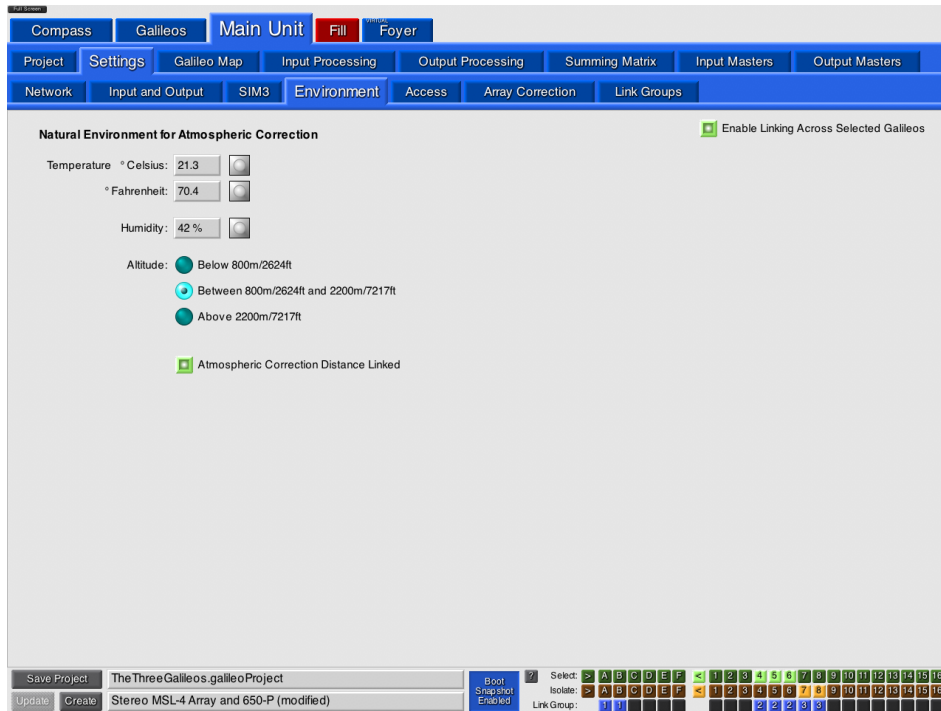 Full Screen
Compass Galileos Main Unit Fill VIRTUAL Foyer
Project Settings Galileo Map Input Processing Output Processing Summing Matrix Input Masters Output Masters
Network Input and Output SIM3 Environment Access Array Correction Link Groups
Natural Environment for Atmospheric Correction
Enable Linking Across Selected Galileos
Temperature ° Celsius: 21.3
° Fahrenheit: 70.4
Humidity: 42 %
Altitude: Below 800m/2624ft
Between 800m/2624ft and 2200m/7217ft
Above 2200m/7217ft
Atmospheric Correction Distance Linked
Save Project TheThreeGalileos.galileoProject
Update Create Stereo MSL-4 Array and 650-P (modified)
Boot
Snapshot
Enabled
? Select: > A B C D E F < 1 2 3 4 5 6 7 8 9 10 11 12 13 14 15 16
Isolate: > A B C D E F < 1 2 3 4 5 6 7 8 9 10 11 12 13 14 15 16
Link Group: 1 1 2 2 2 3 3